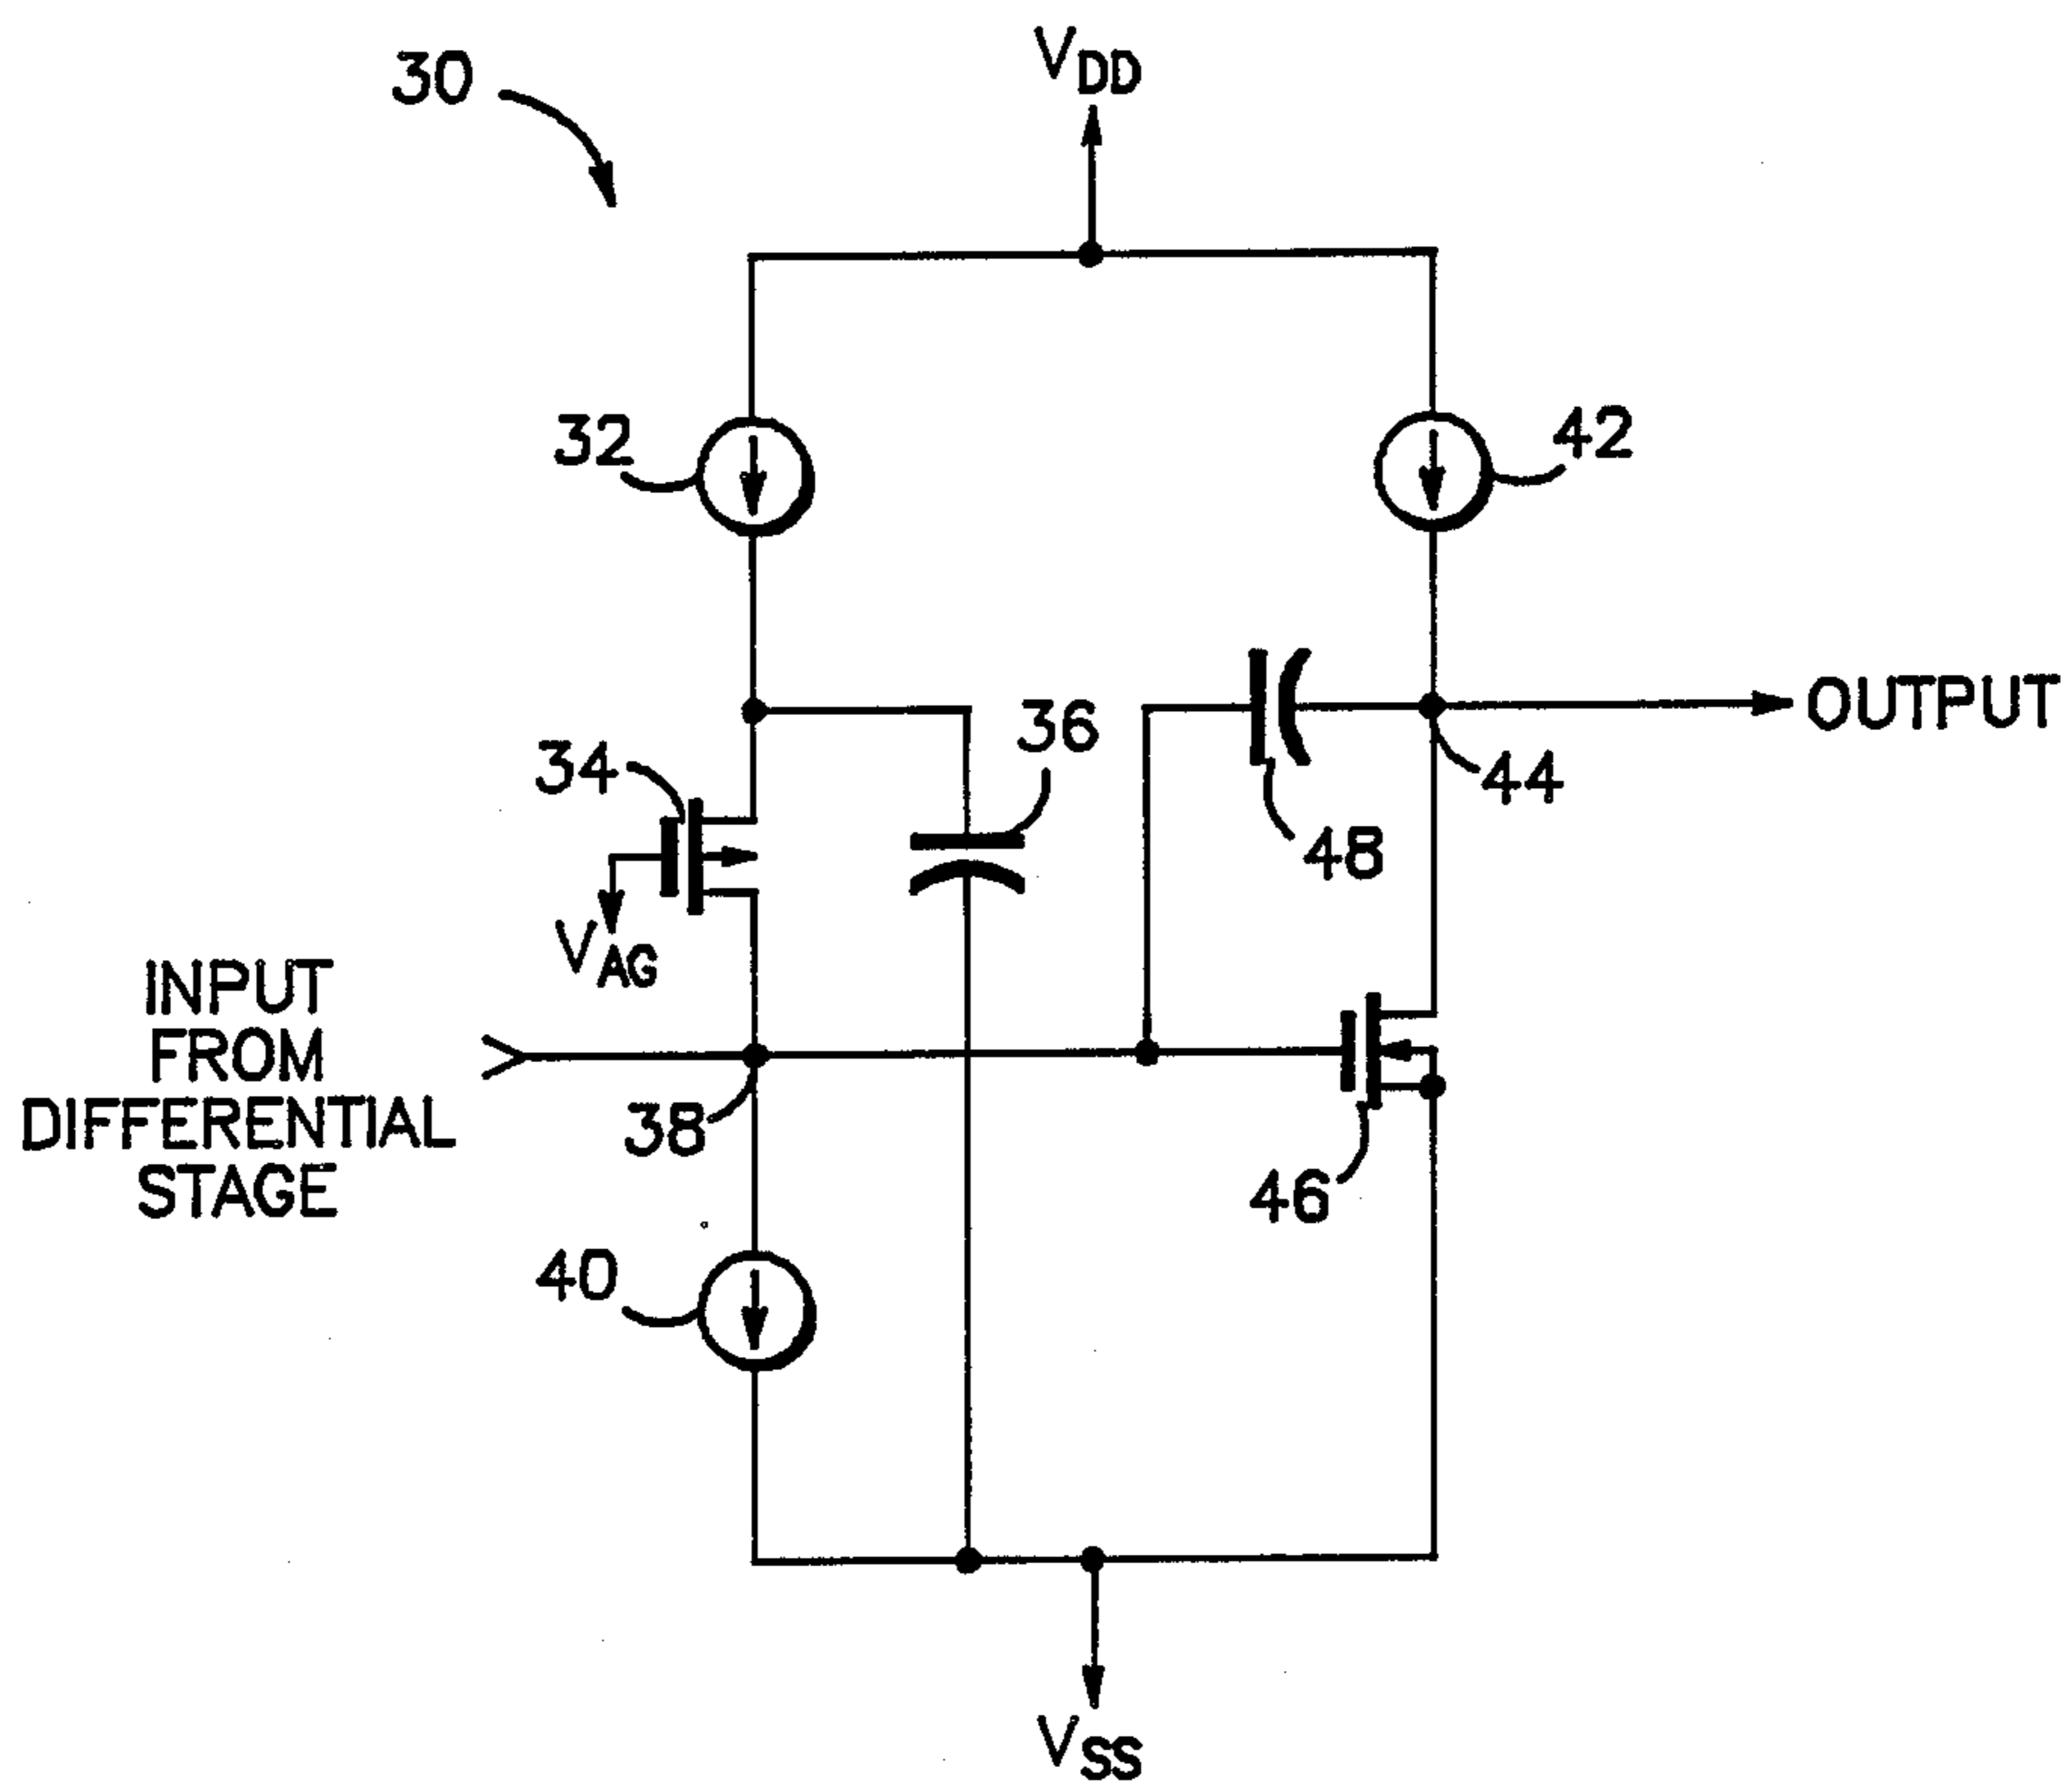 30
VDD
32
42
36
OUTPUT
34
44
48
VAG
INPUT
FROM
DIFFERENTIAL
STAGE
38
46
40
VSS